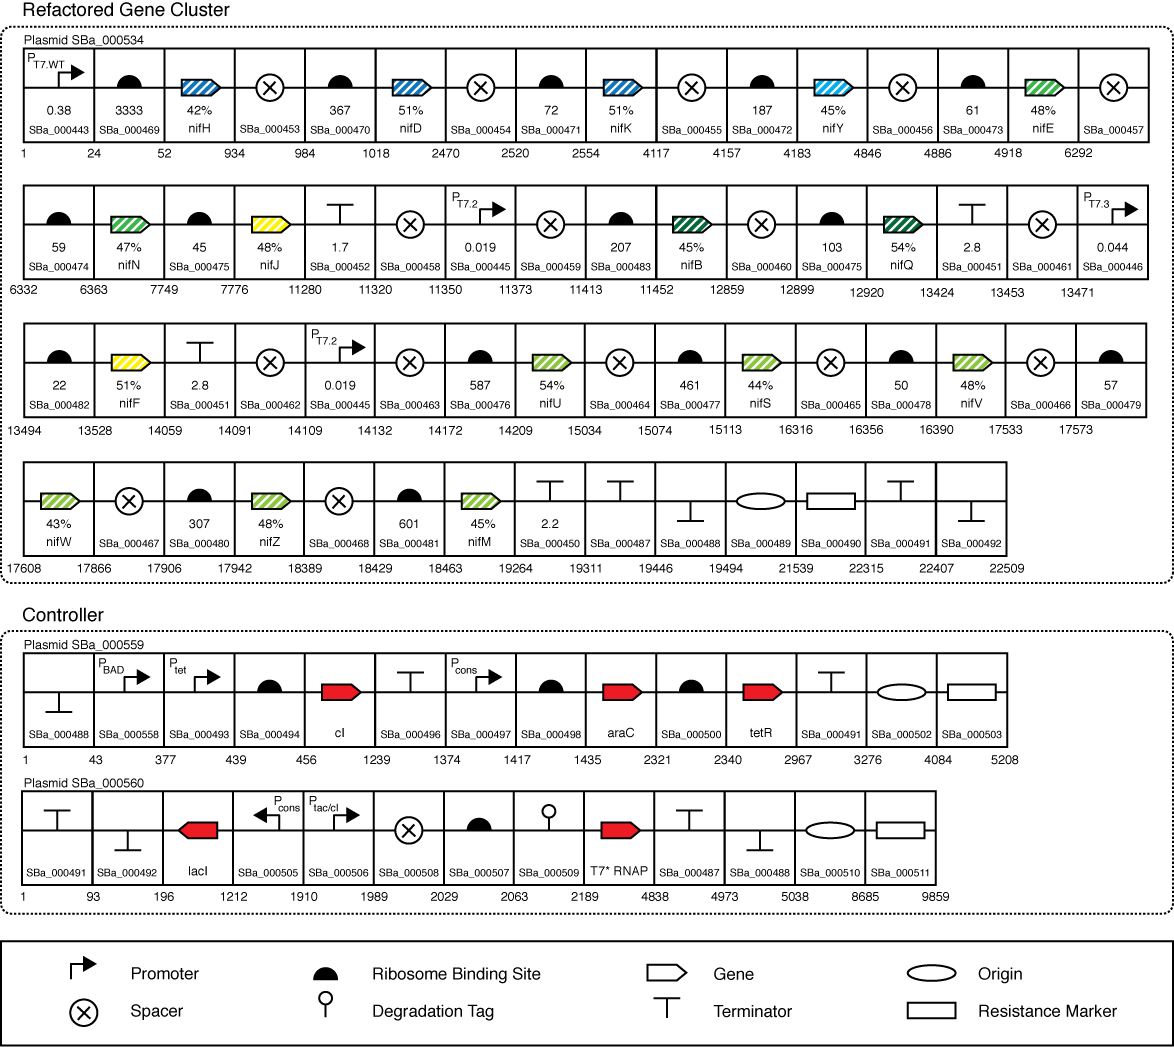 Refactored Gene Cluster
Plasmid SBa_000534
PT7.WT
0.38 3333 42% 367 51% 72 51% 187 45% 61 48%
SBa_000443 SBa_000469 nifH SBa_000453 SBa_000470 nifD SBa_000454 SBa_000471 nifK SBa_000455 SBa_000472 nifY SBa_000456 SBa_000473 nifE SBa_000457
1 24 52 934 984 1018 2470 2520 2554 4117 4157 4183 4846 4886 4918 6292
PT7.2 PT7.3
59 47% 45 48% 1.7 0.019 207 45% 103 54% 2.8 0.044
SBa_000474 nifN SBa_000475 nifJ SBa_000452 SBa_000458 SBa_000445 SBa_000459 SBa_000483 nifB SBa_000460 SBa_000475 nifQ SBa_000451 SBa_000461 SBa_000446
6332 6363 7749 7776 11280 11320 11350 11373 11413 11452 12859 12899 12920 13424 13453 13471
PT7.2
22 51% 2.8 0.019 587 54% 461 44% 50 48% 57
SBa_000482 nifF SBa_000451 SBa_000462 SBa_000445 SBa_000463 SBa_000476 nifU SBa_000464 SBa_000477 nifS SBa_000465 SBa_000478 nifV SBa_000466 SBa_000479
13494 13528 14059 14091 14109 14132 14172 14209 15034 15074 15113 16316 16356 16390 17533 17573
43% 307 48% 601 45% 2.2
nifW SBa_000467 SBa_000480 nifZ SBa_000468 SBa_000481 nifM SBa_000450 SBa_000487 SBa_000488 SBa_000489 SBa_000490 SBa_000491 SBa_000492
17608 17866 17906 17942 18389 18429 18463 19264 19311 19446 19494 21539 22315 22407 22509
Controller
Plasmid SBa_000559
PBAD Ptet Pcons
SBa_000488 SBa_000558 SBa_000493 SBa_000494 cI SBa_000496 SBa_000497 SBa_000498 araC SBa_000500 tetR SBa_000491 SBa_000502 SBa_000503
1 43 377 439 456 1239 1374 1417 1435 2321 2340 2967 3276 4084 5208
Plasmid SBa_000560
Pcons Ptac/cI
SBa_000491 SBa_000492 lacI SBa_000505 SBa_000506 SBa_000508 SBa_000507 SBa_000509 T7* RNAP SBa_000487 SBa_000488 SBa_000510 SBa_000511
1 93 196 1212 1910 1989 2029 2063 2189 4838 4973 5038 8685 9859
Promoter Ribosome Binding Site Gene Origin
Spacer Degradation Tag Terminator Resistance Marker